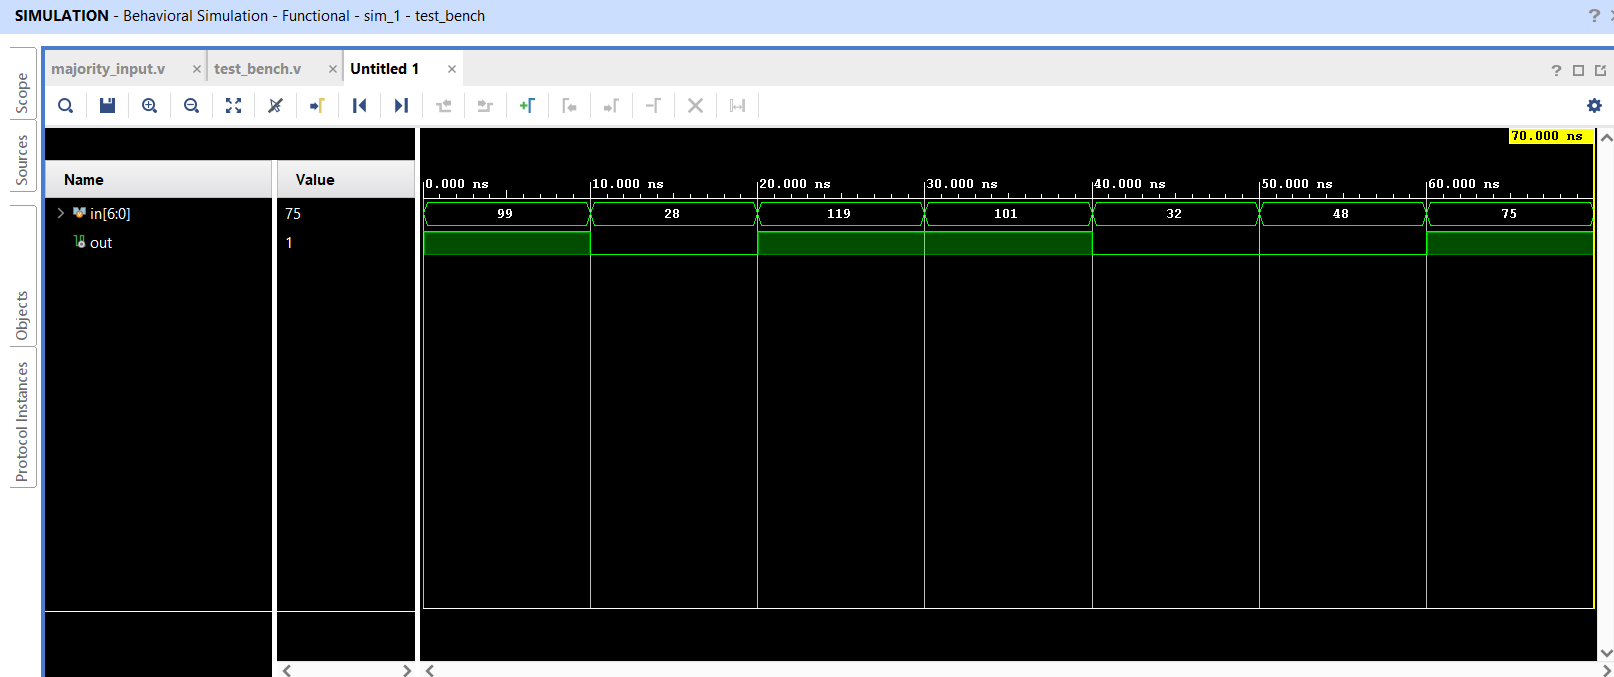 SIMULATION - Behavioral Simulation - Functional - sim_1 - test_bench
?
Scope
Sources
Objects
Protocol Instances
majority_input.v × test_bench.v × Untitled 1 ×
?
70.000 ns
Name Value
0.000 ns 10.000 ns 20.000 ns 30.000 ns 40.000 ns 50.000 ns 60.000 ns
in[6:0] 75 99 28 119 101 32 48 75
out 1